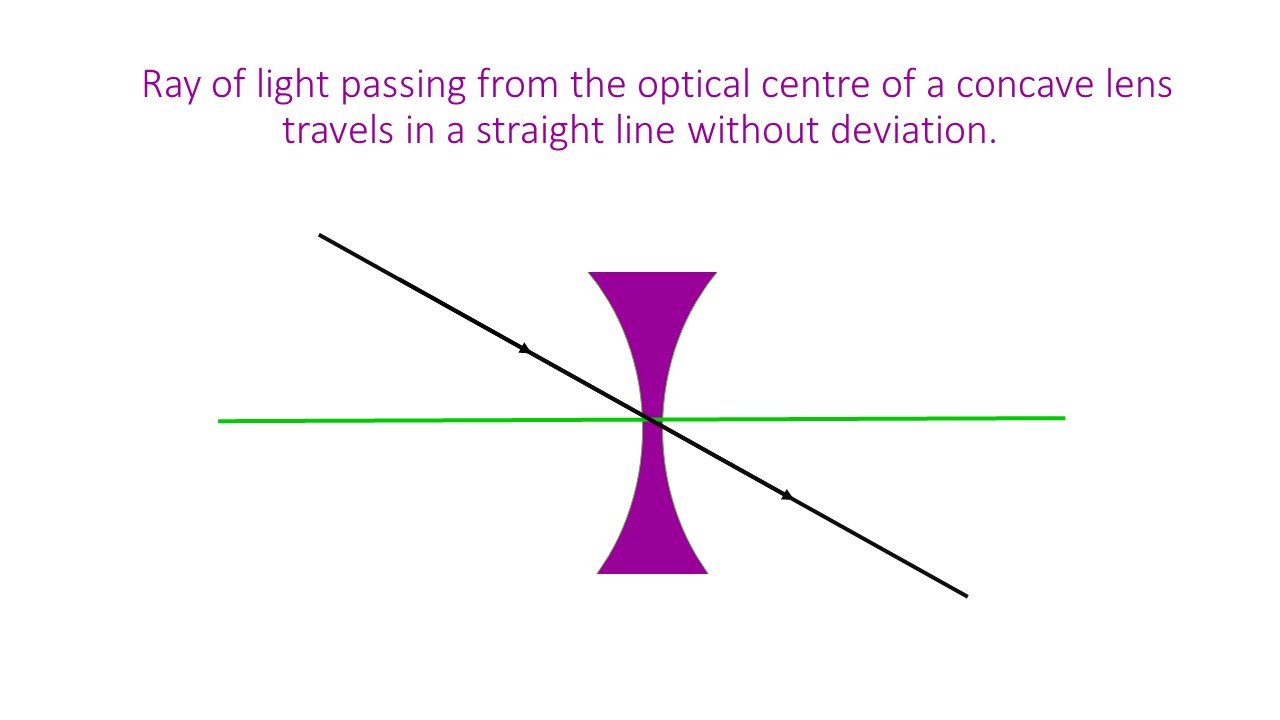 Ray of light passing from the optical centre of a concave lens
travels in a straight line without deviation.